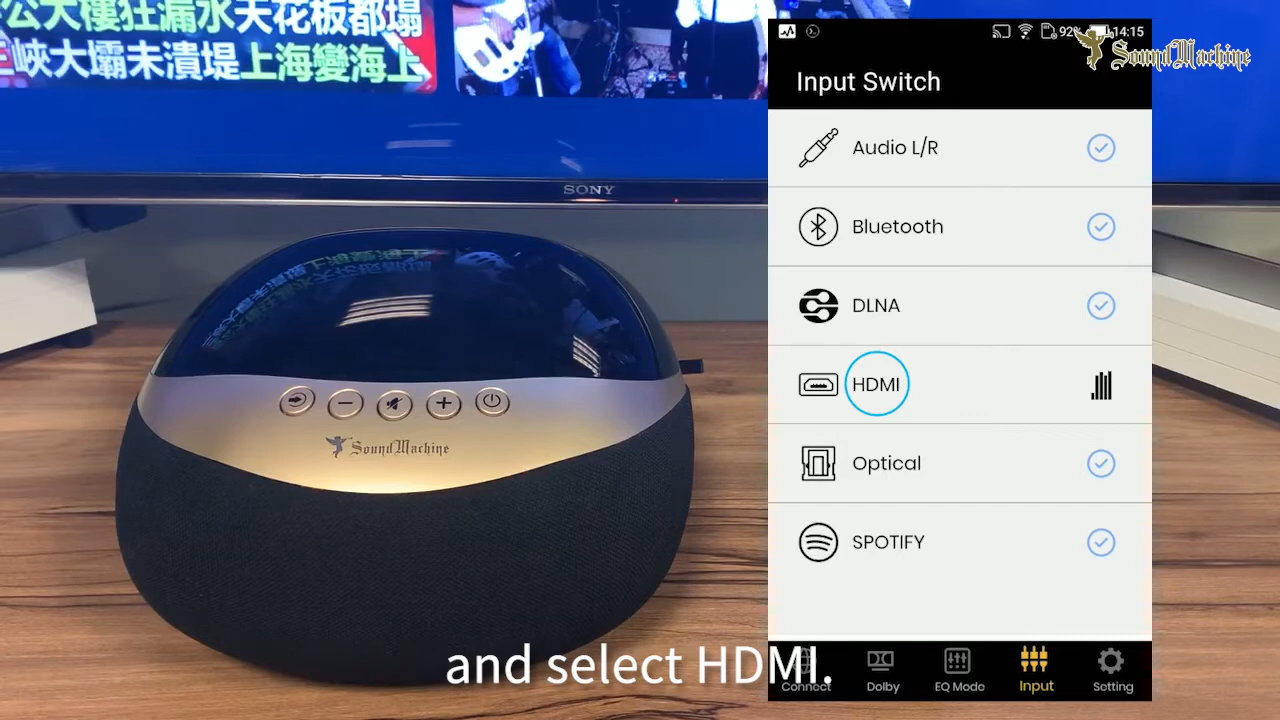 公大樓狂漏水天花板都塌
三峽大壩未潰堤上海變海上
SONY
SoundMachine
92%
14:15
SoundMachine
Input Switch
Audio L/R
Bluetooth
DLNA
HDMI
Optical
SPOTIFY
and select HDMI.
Connect
Dolby
EQ Mode
Input
Setting